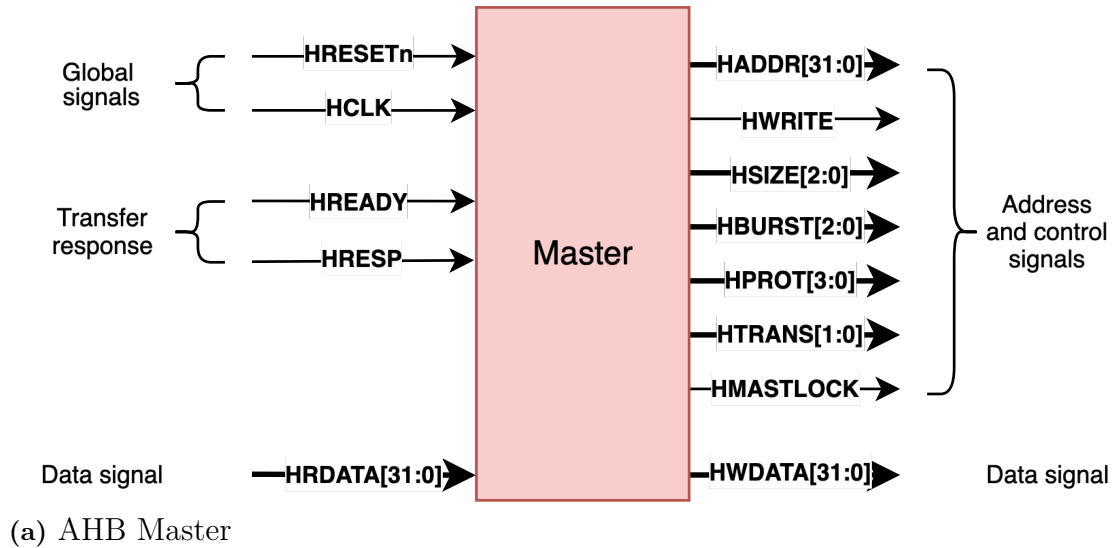 Global
signals
HRESETn
HCLK
Transfer
response
HREADY
HRESP
Data signal
HRDATA[31:0]
Master
HADDR[31:0]
HWRITE
HSIZE[2:0]
HBURST[2:0]
HPROT[3:0]
HTRANS[1:0]
HMASTLOCK
Address
and control
signals
HWDATA[31:0]
Data signal
(a) AHB Master